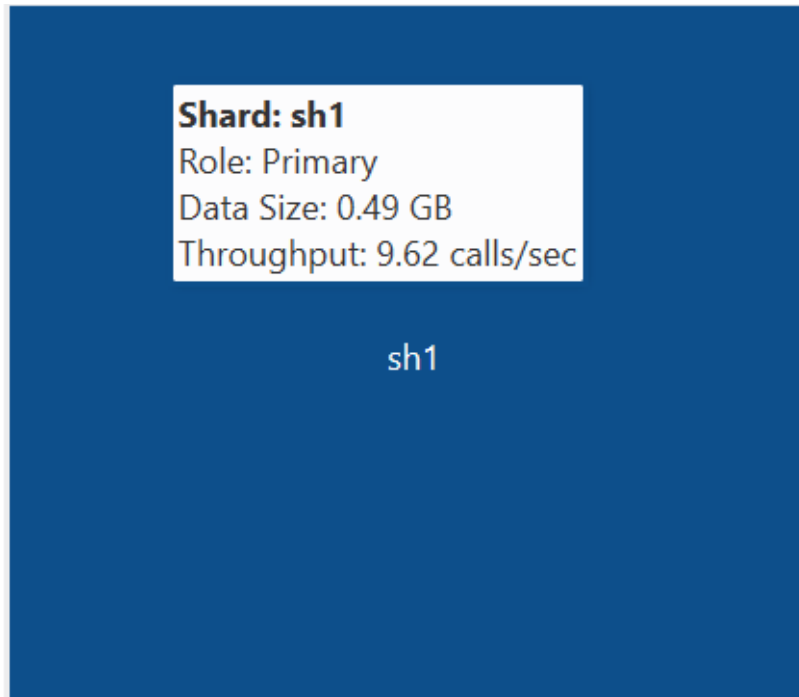 Shard: sh1
Role: Primary
Data Size: 0.49 GB
Throughput: 9.62 calls/sec
sh1